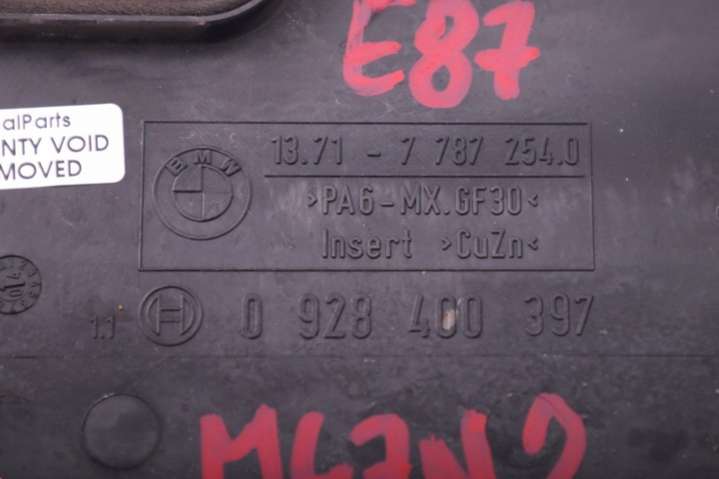 E87
alParts
NTY VOID
MOVED
BMW
13.71 - 7 787 254.0
>PA6-MX.GF30<
Insert >CuZn<
1.1 0 928 400 397